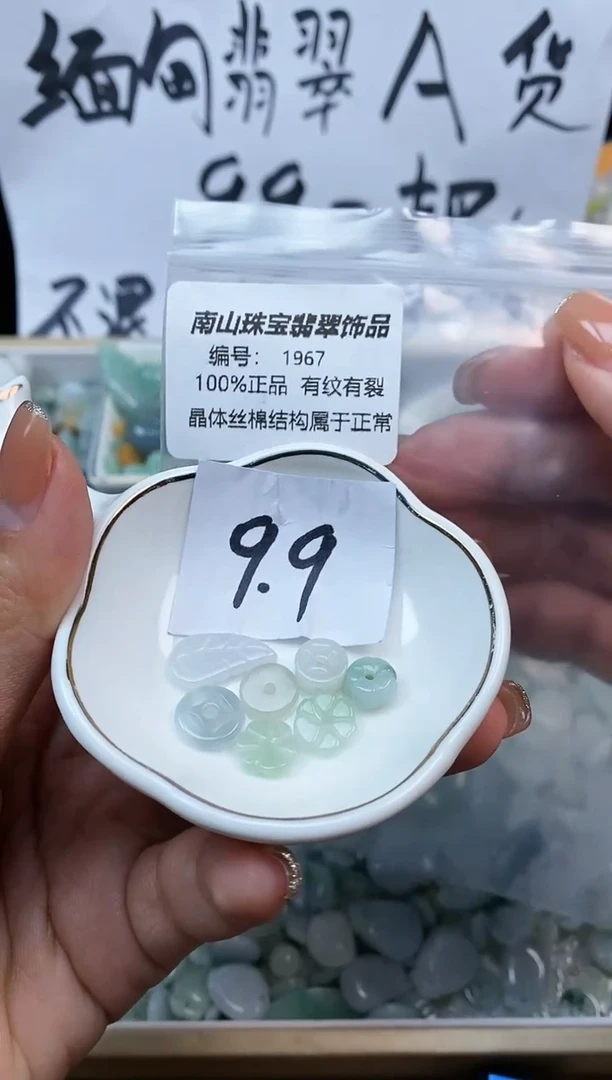 缅甸翡翠A货
不退
南山珠宝翡翠饰品
编号： 1967
100%正品 有纹有裂
晶体丝棉结构属于正常
9.9